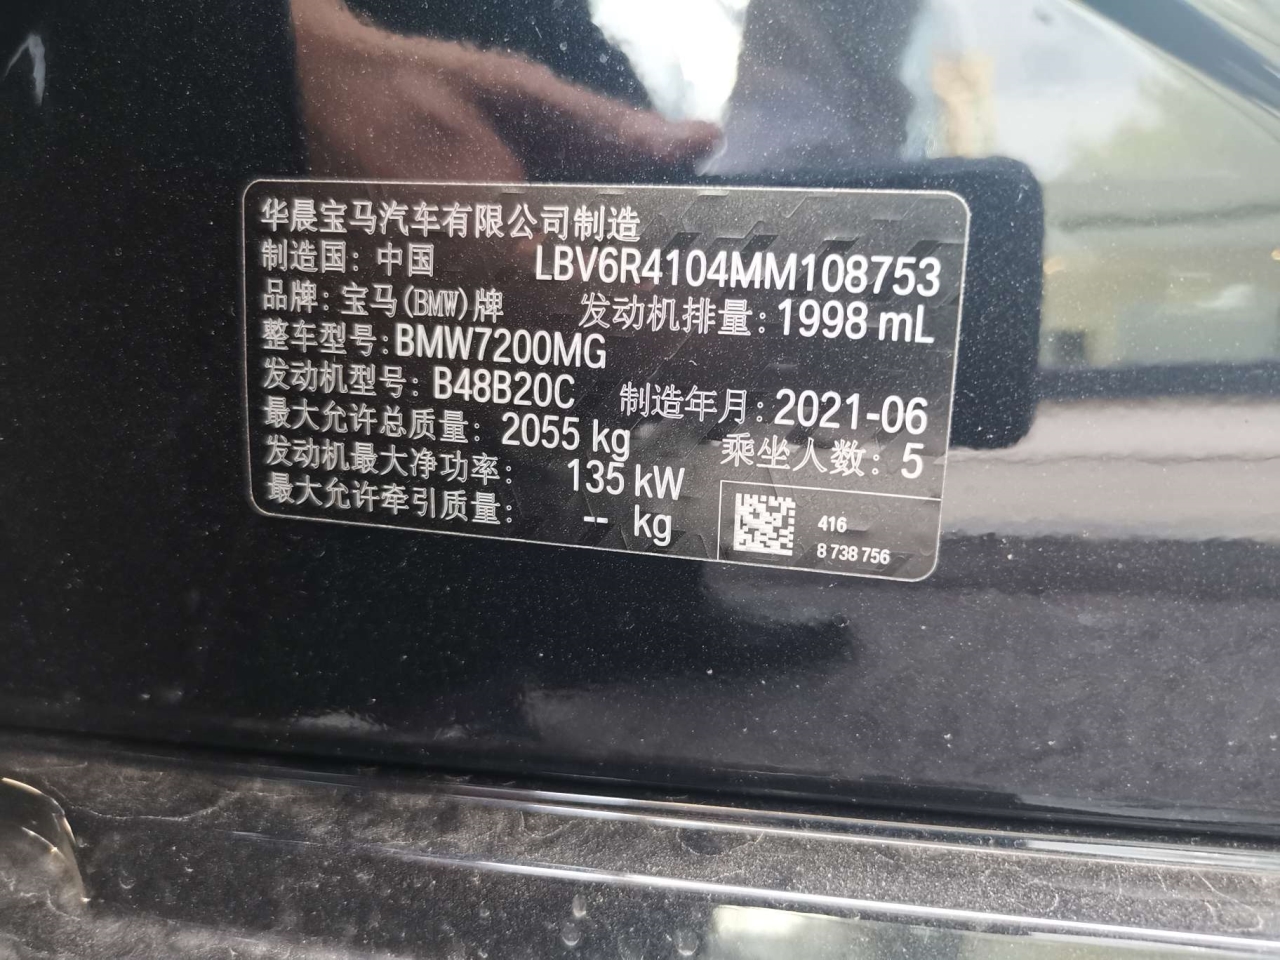 华晨宝马汽车有限公司制造
制造国: 中国 LBV6R4104MM108753
品牌: 宝马(BMW)牌 发动机排量: 1998 mL
整车型号: BMW7200MG
发动机型号: B48B20C 制造年月: 2021-06
最大允许总质量: 2055 kg 乘坐人数: 5
发动机最大净功率: 135 kW
最大允许牵引质量: -- kg
416
8 738 756